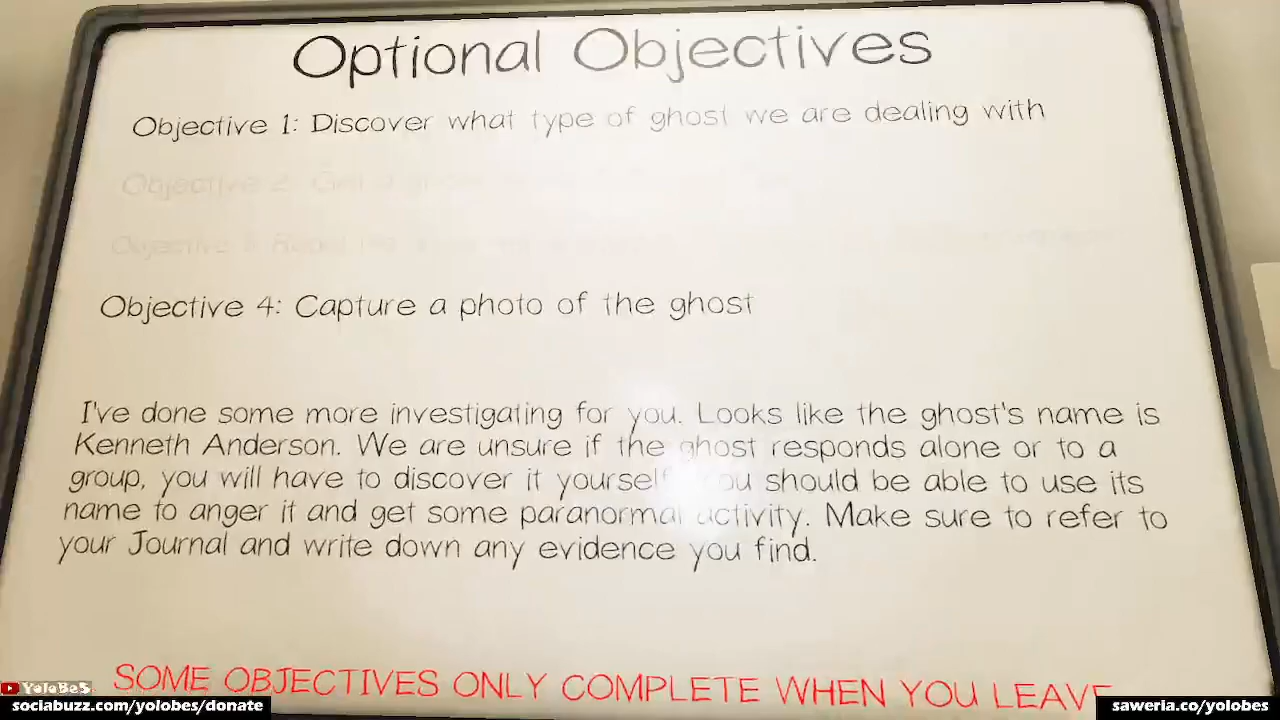 Optional Objectives
Objective 1: Discover what type of ghost we are dealing with
Objective 2: Get a
Objective
Objective 4: Capture a photo of the ghost
I've done some more investigating for you. Looks like the ghost's name is
Kenneth Anderson. We are unsure if the ghost responds alone or to a
group, you will have to discover it yourself. You should be able to use its
name to anger it and get some paranormal activity. Make sure to refer to
your Journal and write down any evidence you find.
SOME OBJECTIVES ONLY COMPLETE WHEN YOU LEAVE
YoloBeS
sociabuzz.com/yolobes/donate
saweria.co/yolobes